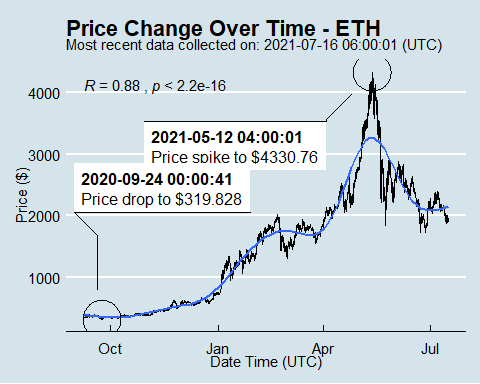 Price Change Over Time - ETH
Most recent data collected on: 2021-07-16 06:00:01 (UTC)
R = 0.88 , p < 2.2e-16
2021-05-12 04:00:01
Price spike to $4330.76
2020-09-24 00:00:41
Price drop to $319.828
Price ($)
4000
3000
2000
1000
Oct
Jan
Apr
Jul
Date Time (UTC)